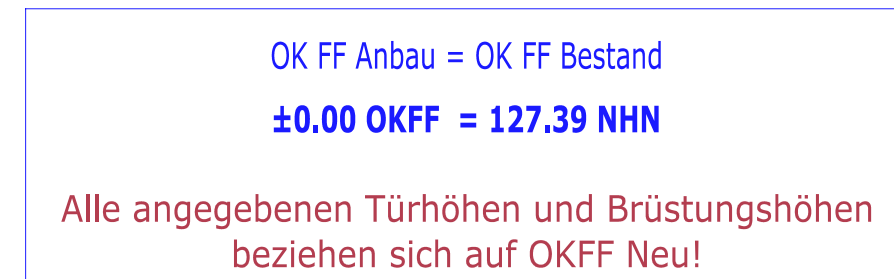 OK FF Anbau = OK FF Bestand
±0.00 OKFF = 127.39 NHN
Alle angegebenen Türhöhen und Brüstungshöhen
beziehen sich auf OKFF Neu!